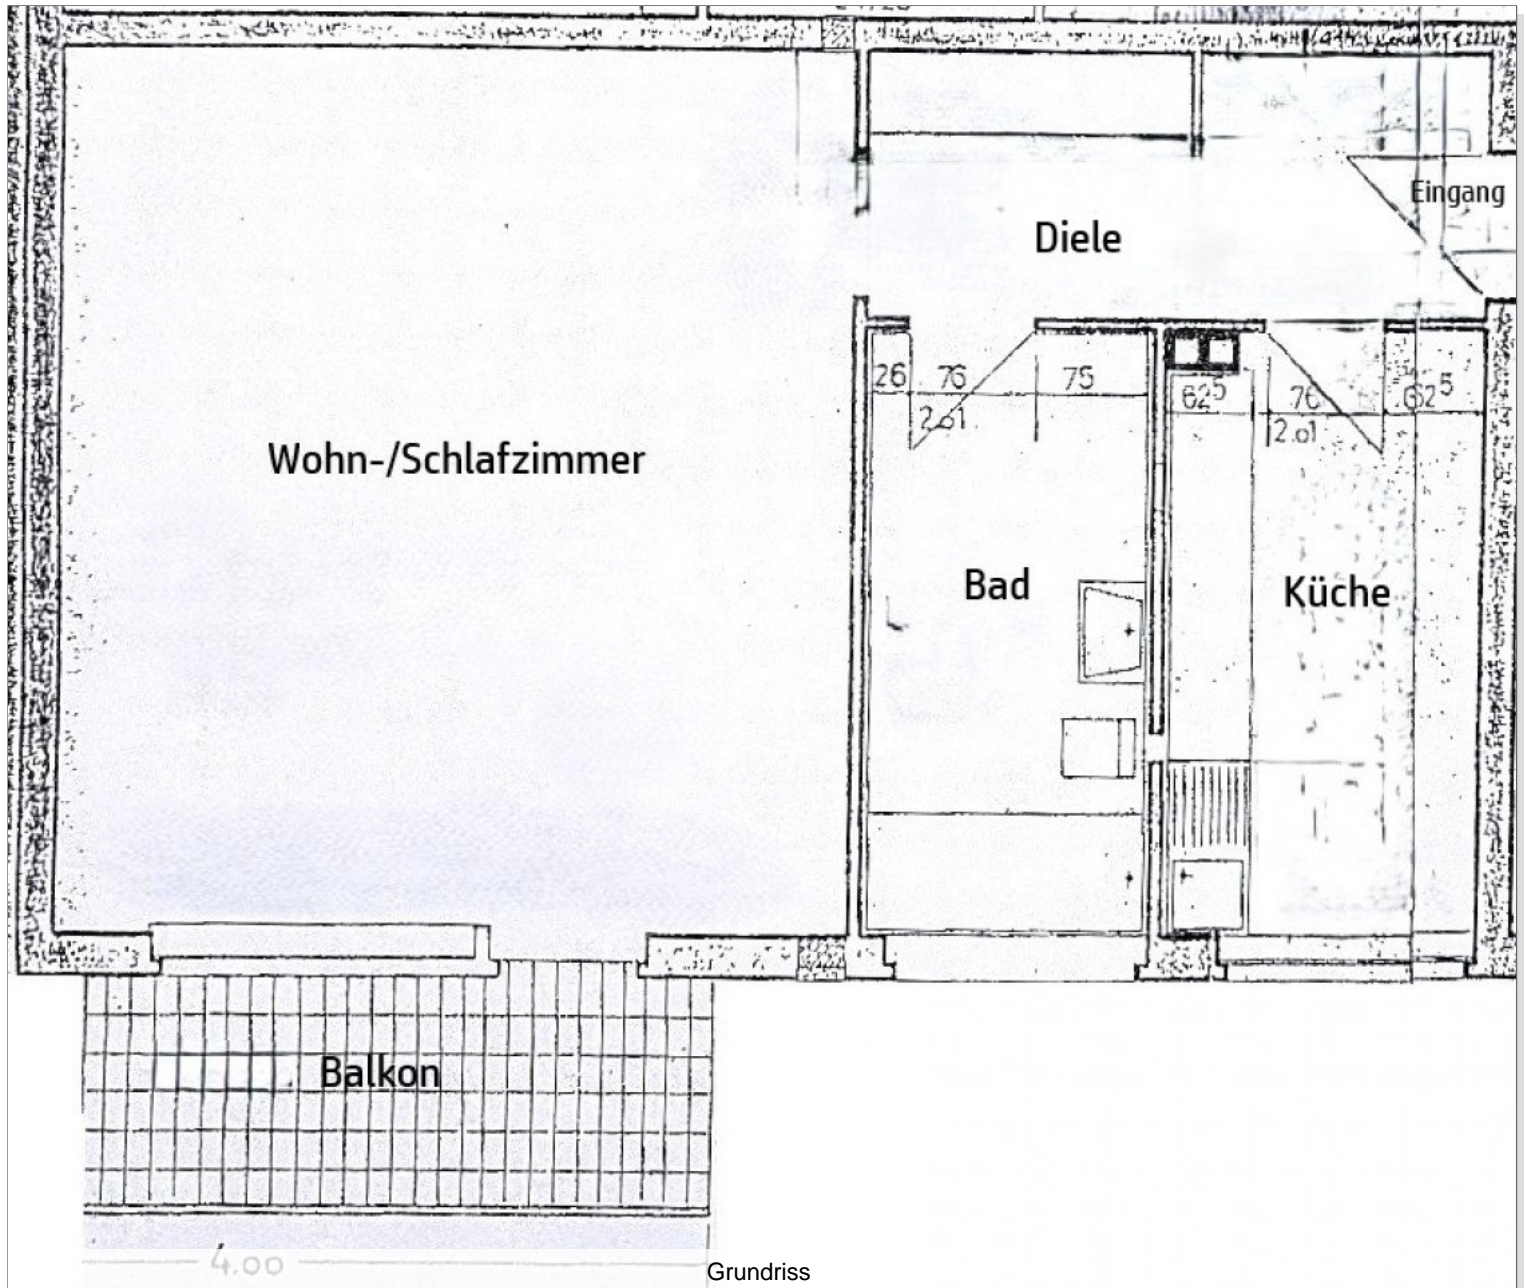 Eingang
Diele
26 76 75
2.01
62⁵ 76 62⁵
2.01
Wohn-/Schlafzimmer
Bad
Küche
Balkon
4.00
Grundriss